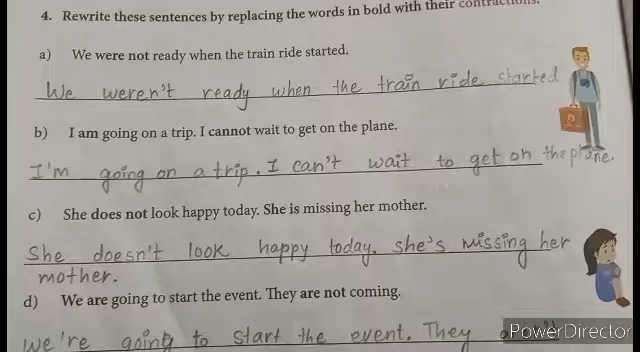 4. Rewrite these sentences by replacing the words in bold with their contractions.
a) We were not ready when the train ride started.
We weren't ready when the train ride started
b) I am going on a trip. I cannot wait to get on the plane.
I'm going on a trip. I can't wait to get on the plane.
c) She does not look happy today. She is missing her mother.
She doesn't look happy today. She's missing her
mother.
d) We are going to start the event. They are not coming.
We're going to start the event. They
PowerDirector